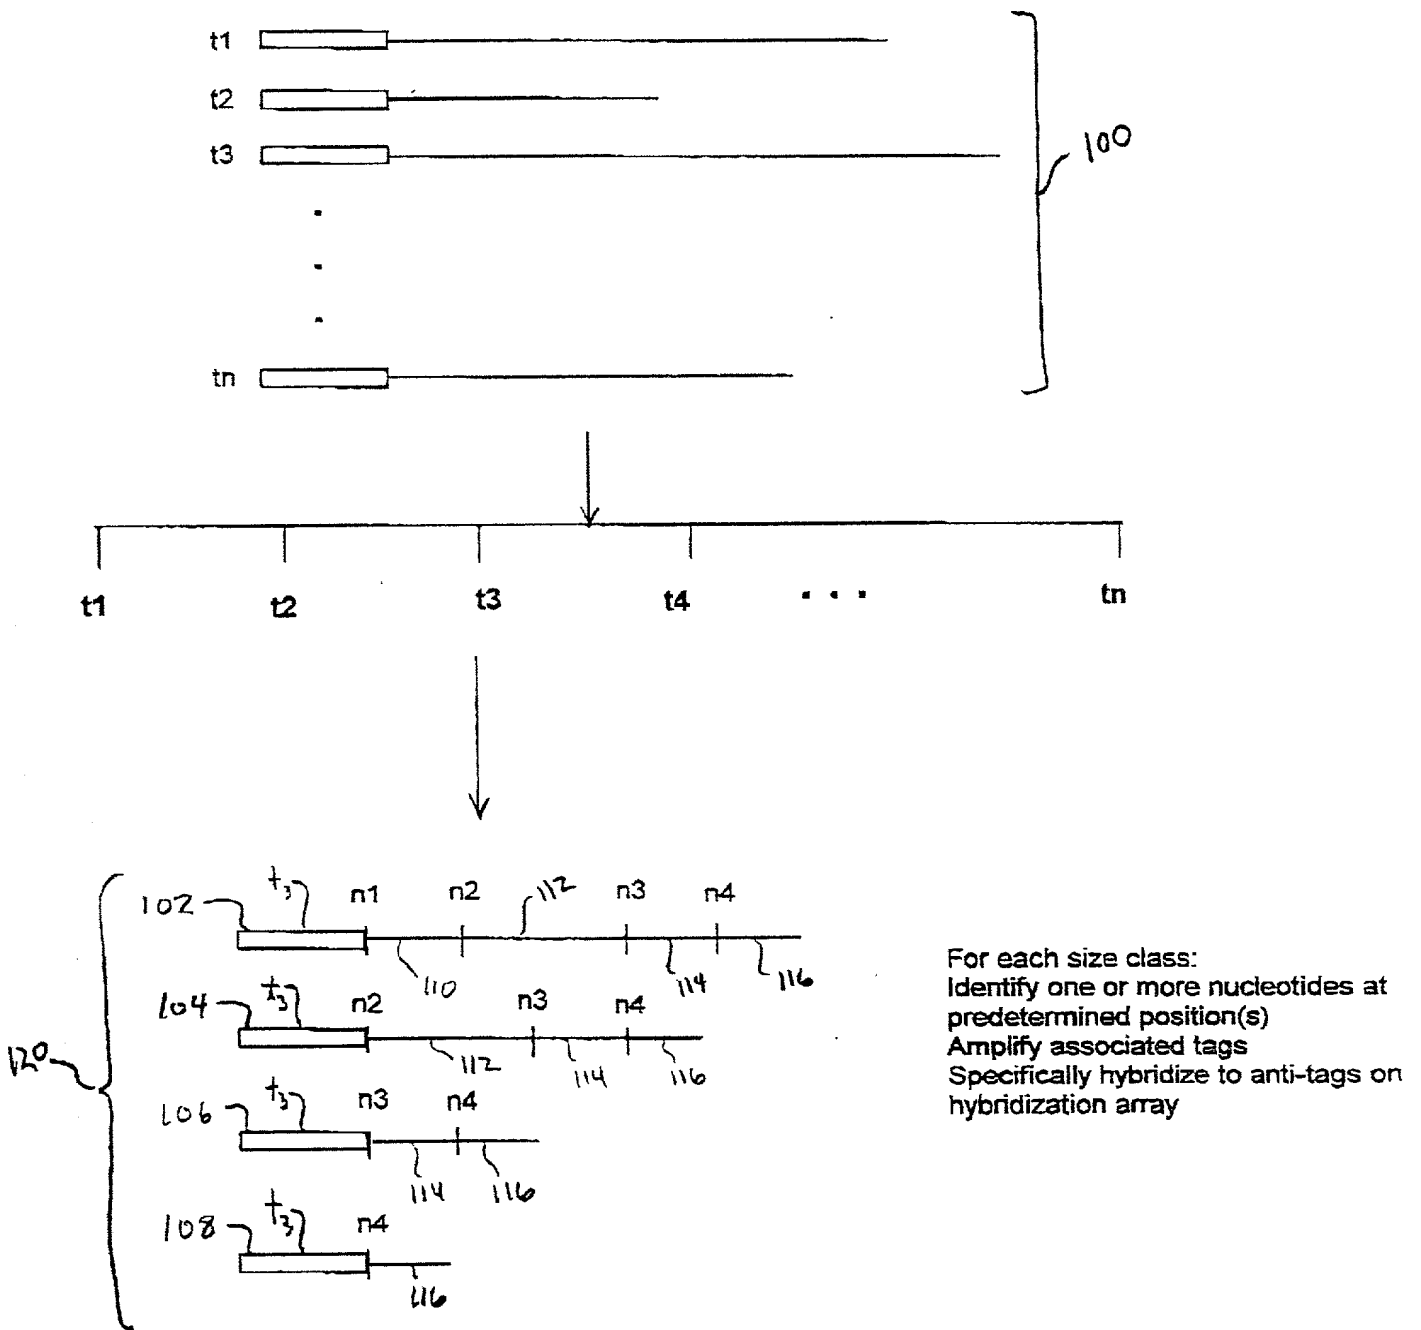 t1
t2
t3
100
tn
t1 t2 t3 t4 . . . tn
102 t3 n1 n2 112 n3 n4
110 114 116
104 t3 n2 n3 n4
112 114 116
120
106 t3 n3 n4
114 116
108 t3 n4
116
For each size class:
Identify one or more nucleotides at
predetermined position(s)
Amplify associated tags
Specifically hybridize to anti-tags on
hybridization array